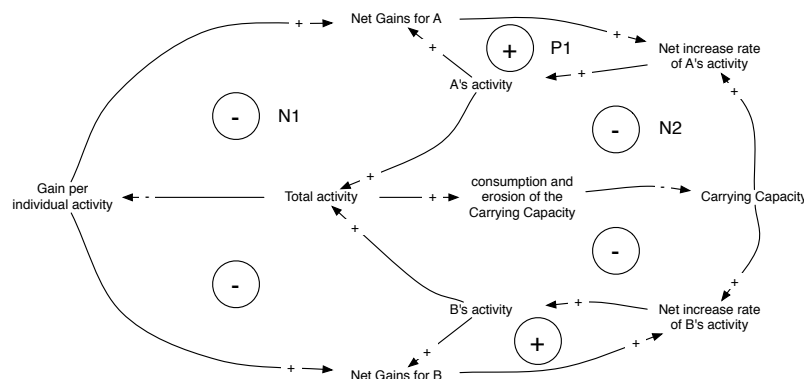 Net Gains for A
+
+
+
P1
Net increase rate
of A's activity
+
+
A's activity
+
-
N1
-
N2
+
Gain per
individual activity
-
Total activity
+
consumption and
erosion of the
Carrying Capacity
-
Carrying Capacity
+
-
-
+
B's activity
+
Net increase rate
of B's activity
+
+
+
+
Net Gains for B